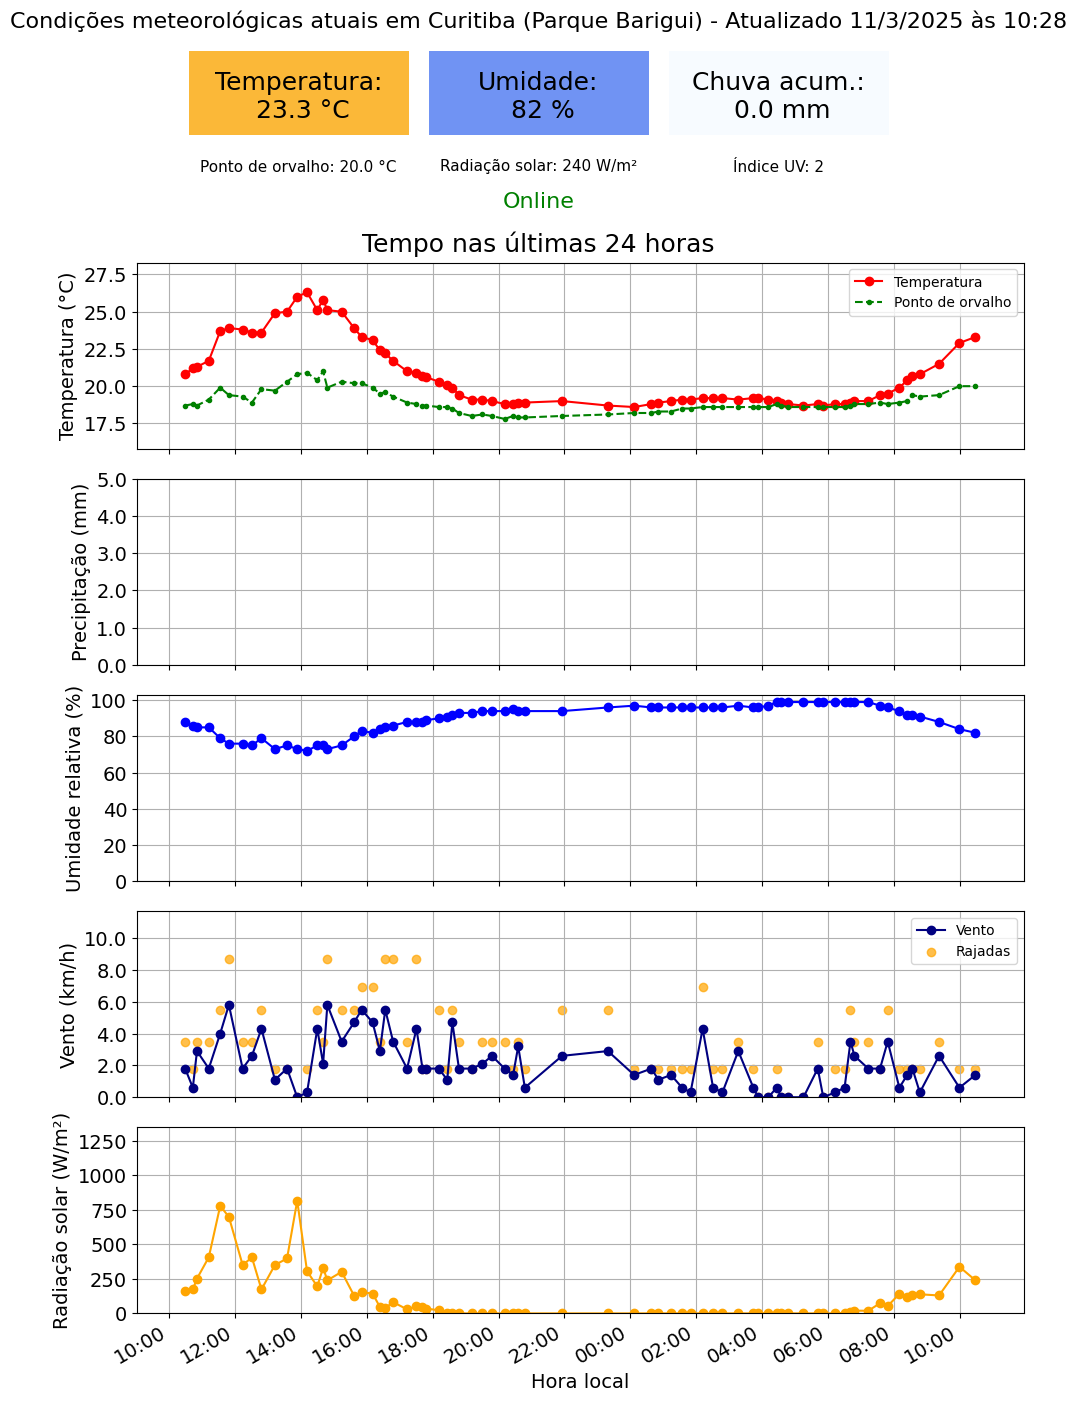 Condições meteorológicas atuais em Curitiba (Parque Barigui) - Atualizado 11/3/2025 às 10:28
Temperatura:
23.3 °C
Umidade:
82 %
Chuva acum.:
0.0 mm
Ponto de orvalho: 20.0 °C
Radiação solar: 240 W/m²
Índice UV: 2
Online
Tempo nas últimas 24 horas
Temperatura (°C)
27.5
25.0
22.5
20.0
17.5
Temperatura
Ponto de orvalho
Precipitação (mm)
5.0
4.0
3.0
2.0
1.0
0.0
Umidade relativa (%)
100
80
60
40
20
0
Vento (km/h)
10.0
8.0
6.0
4.0
2.0
0.0
Vento
Rajadas
Radiação solar (W/m²)
1250
1000
750
500
250
0
10:00
12:00
14:00
16:00
18:00
20:00
22:00
00:00
02:00
04:00
06:00
08:00
10:00
Hora local